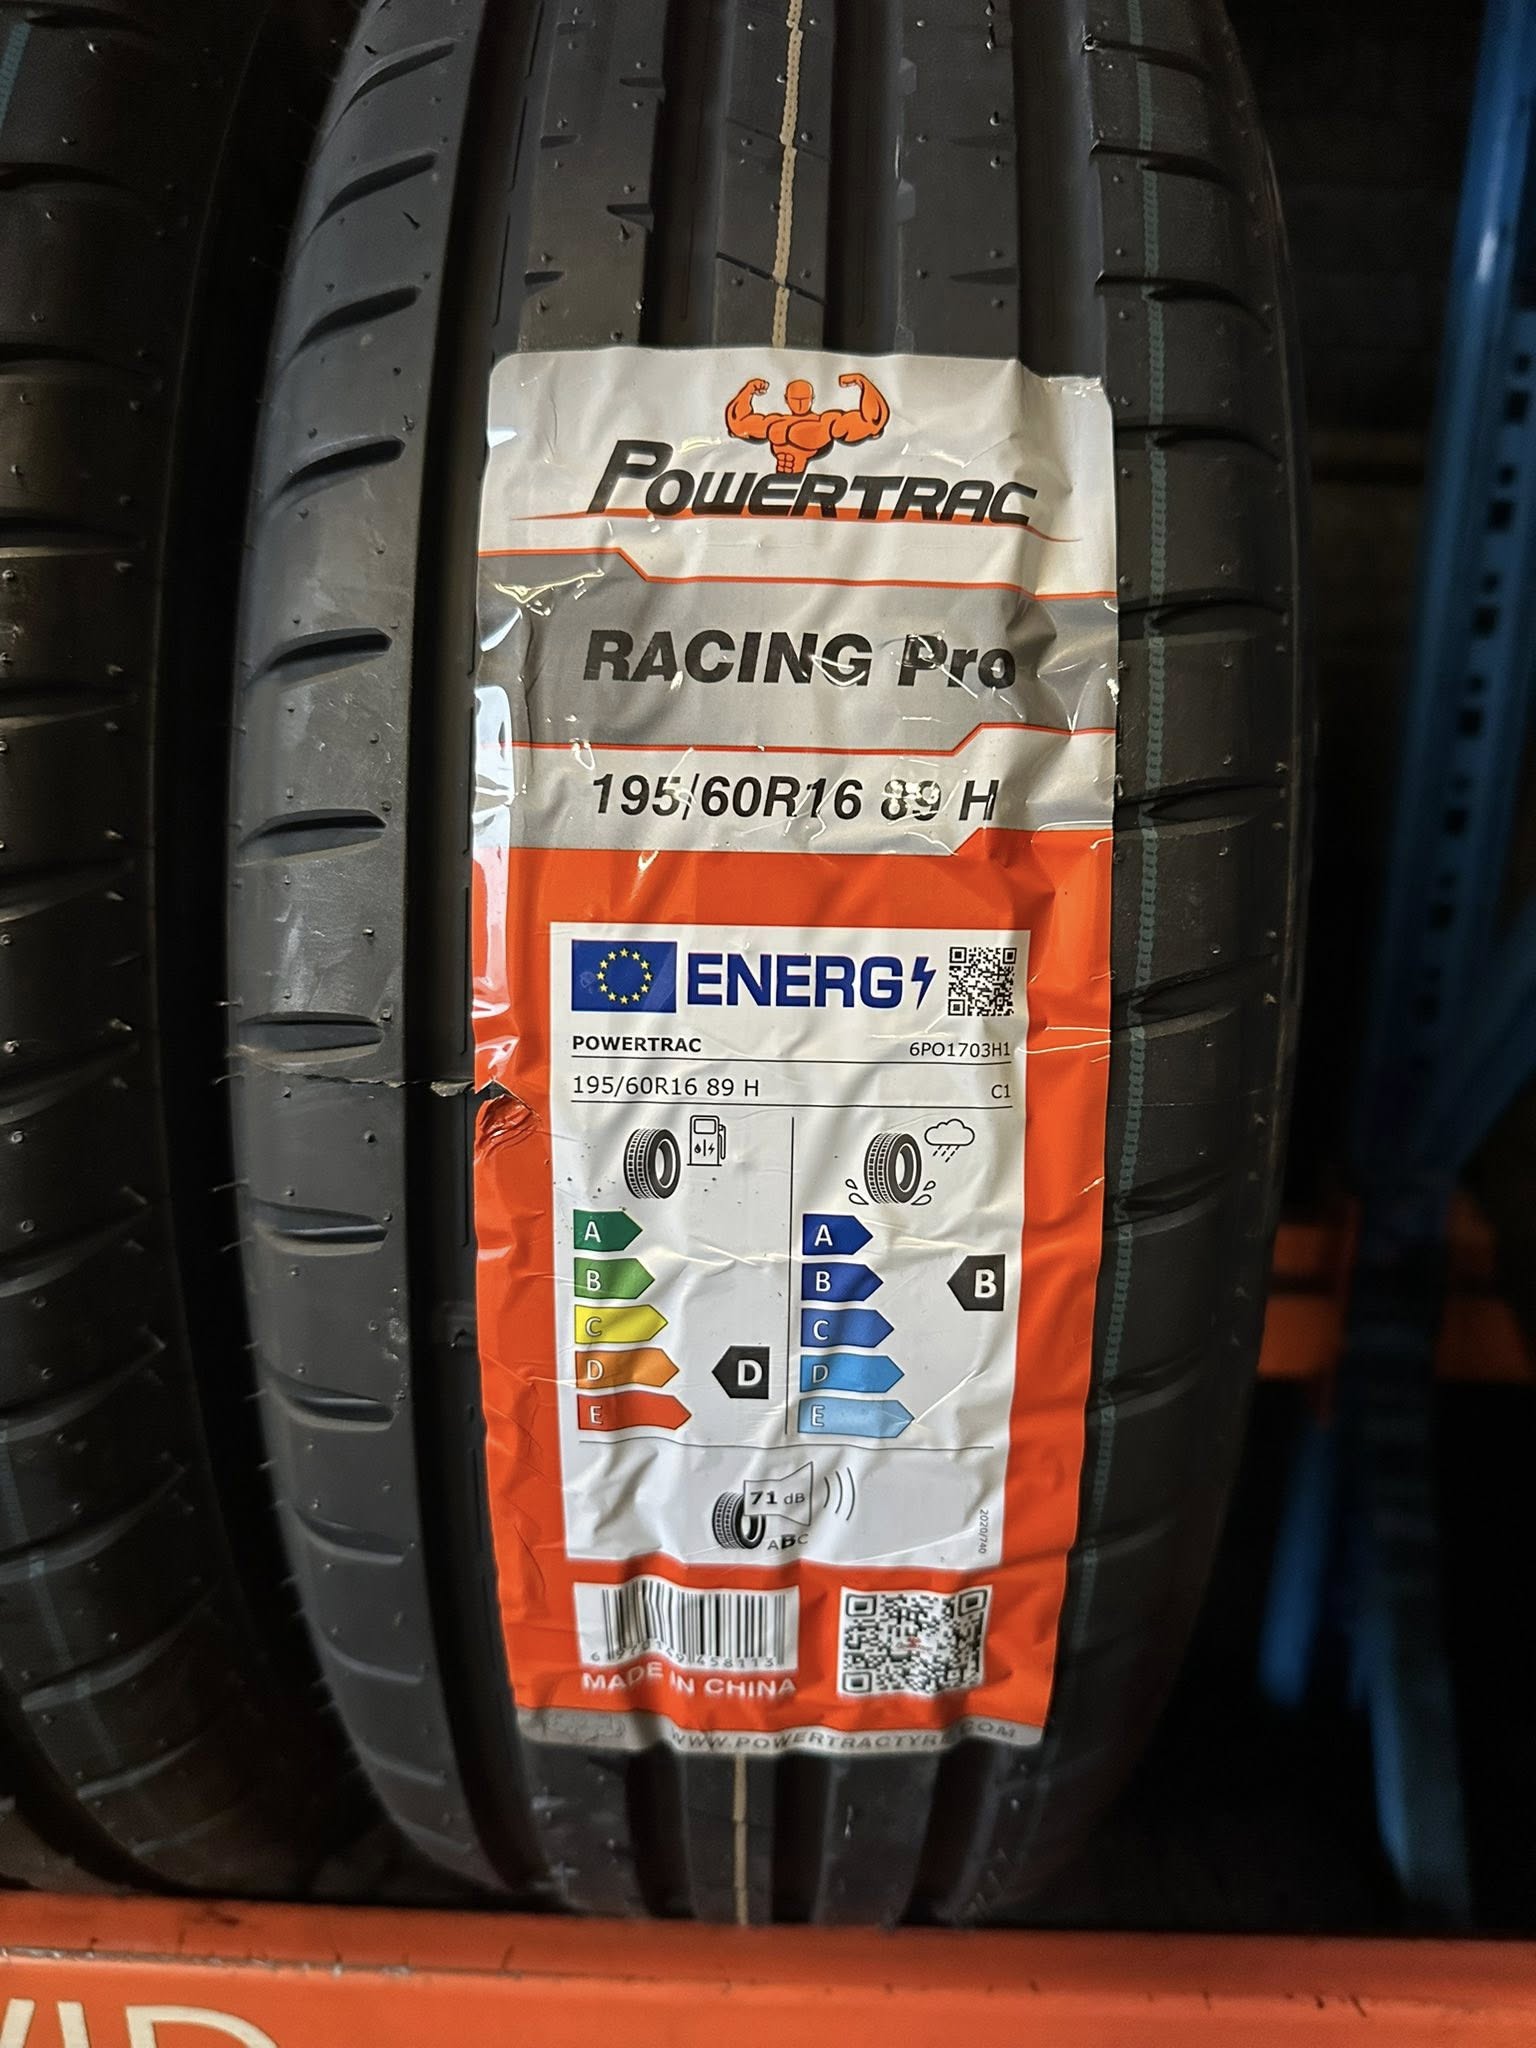 POWERTRAC
RACING Pro
195/60R16 89 H
ENERG
POWERTRAC 6PO1703H1
195/60R16 89 H C1
A A
B B B
C C
D D D
E E
71 dB
ABC
2020/740
MADE IN CHINA
WWW.POWERTRACTYRE.COM